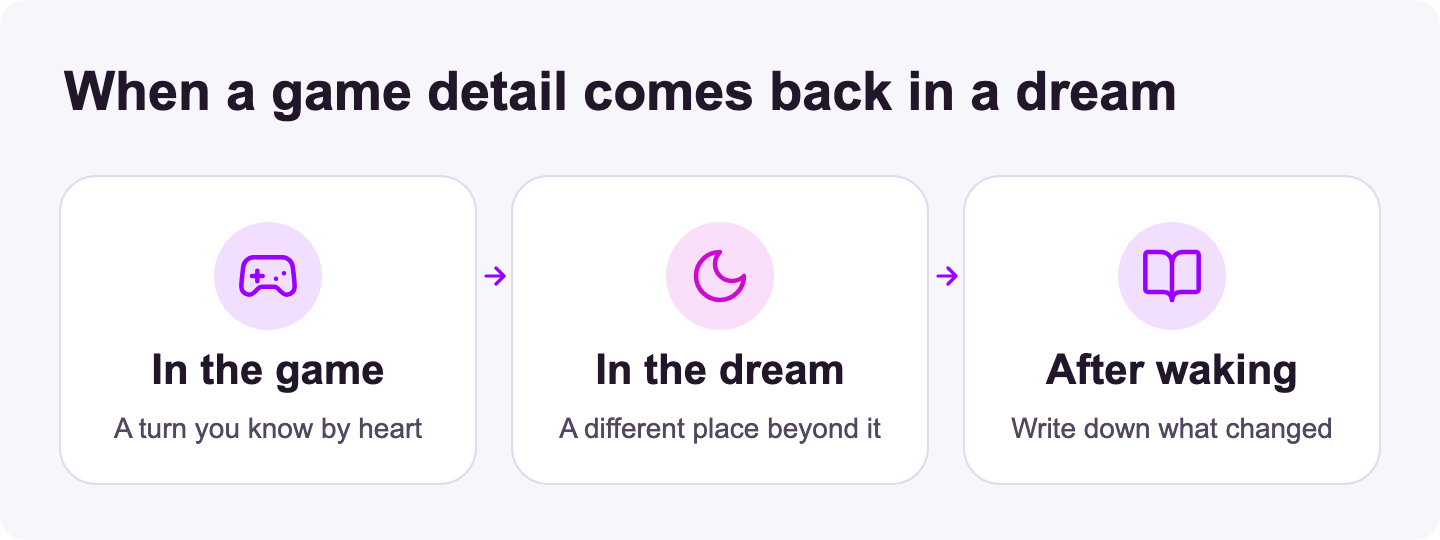 When a game detail comes back in a dream
In the game
A turn you know by heart
In the dream
A different place beyond it
After waking
Write down what changed